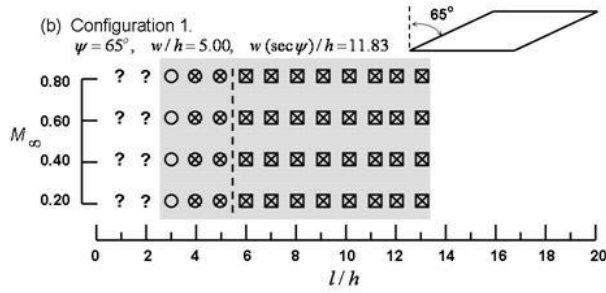 (b) Configuration 1.
ψ = 65°, w/h = 5.00, w (sec ψ)/h = 11.83
65°
0.80 ? ?
0.60 ? ?
M∞
0.40 ? ?
0.20 ? ?
0 2 4 6 8 10 12 14 16 18 20
l/h